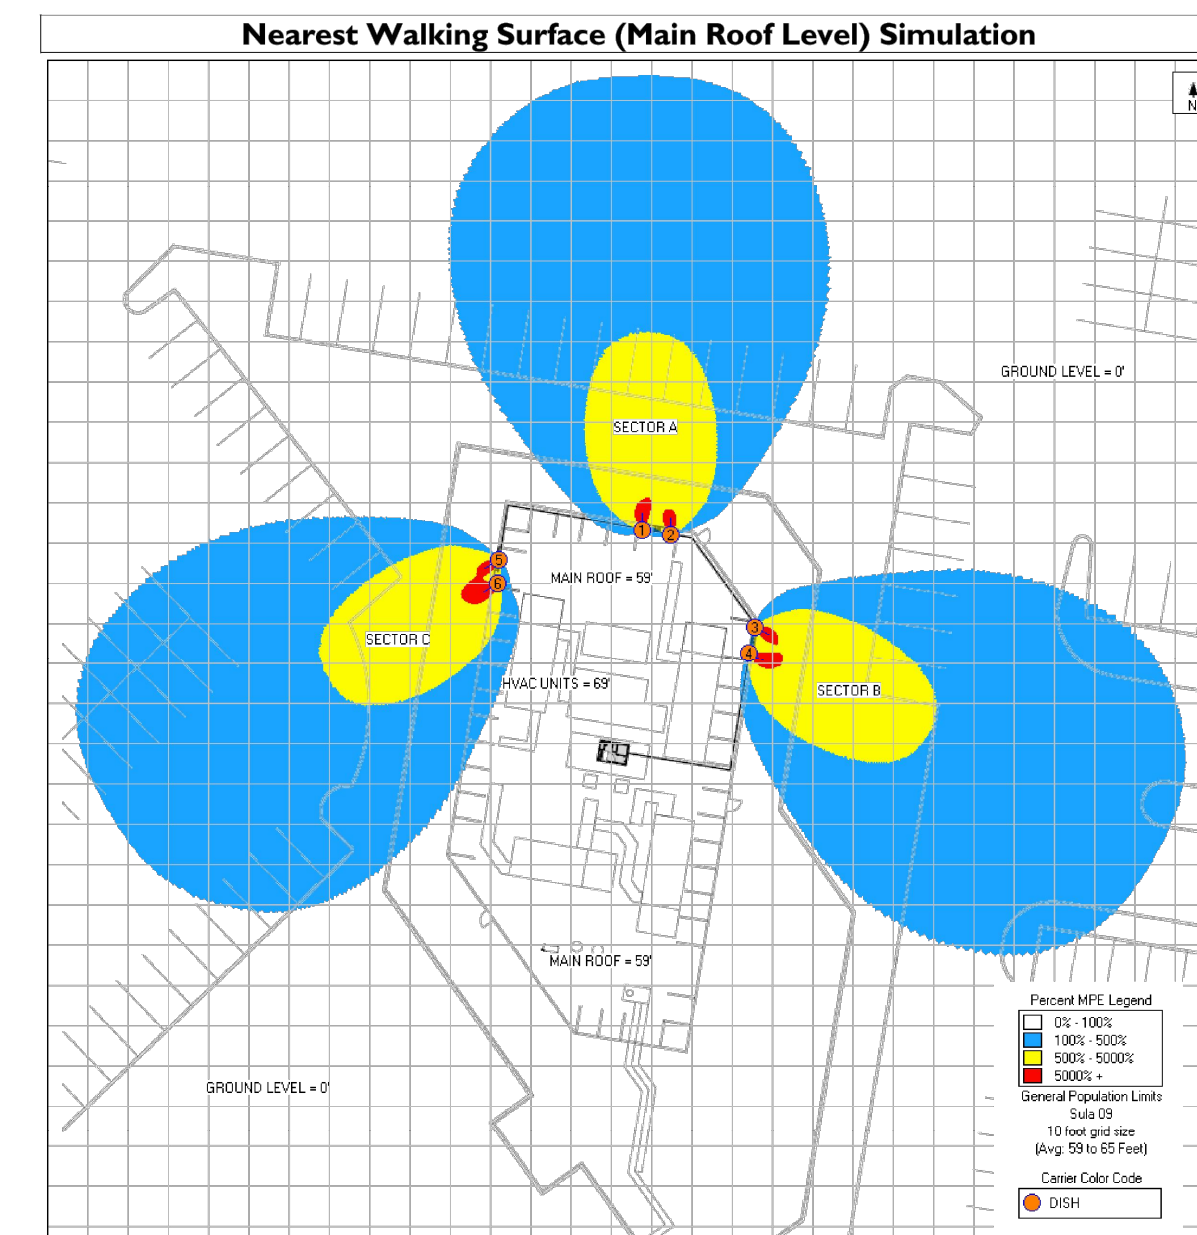 Nearest Walking Surface (Main Roof Level) Simulation
N
GROUND LEVEL = 0'
SECTOR A
1
2
5
MAIN ROOF = 59'
6
3
SECTOR C
4
HVAC UNITS = 69'
SECTOR B
MAIN ROOF = 59'
GROUND LEVEL = 0'
Percent MPE Legend
0% - 100%
100% - 500%
500% - 5000%
5000% +
General Population Limits
Sula 09
10 foot grid size
(Avg: 59 to 65 Feet)
Carrier Color Code
DISH